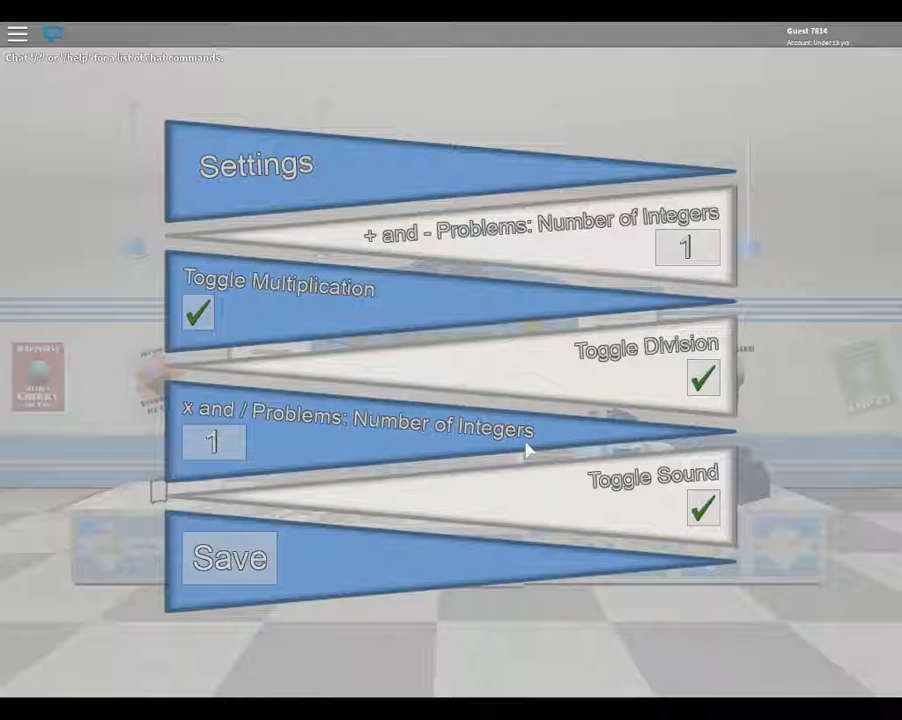 Guest 7814
Account: Under 13 yrs
Chat '/?' or '/help' for a list of chat commands.
Settings
+ and - Problems: Number of Integers
1
Toggle Multiplication
Toggle Division
x and / Problems: Number of Integers
1
Toggle Sound
Save